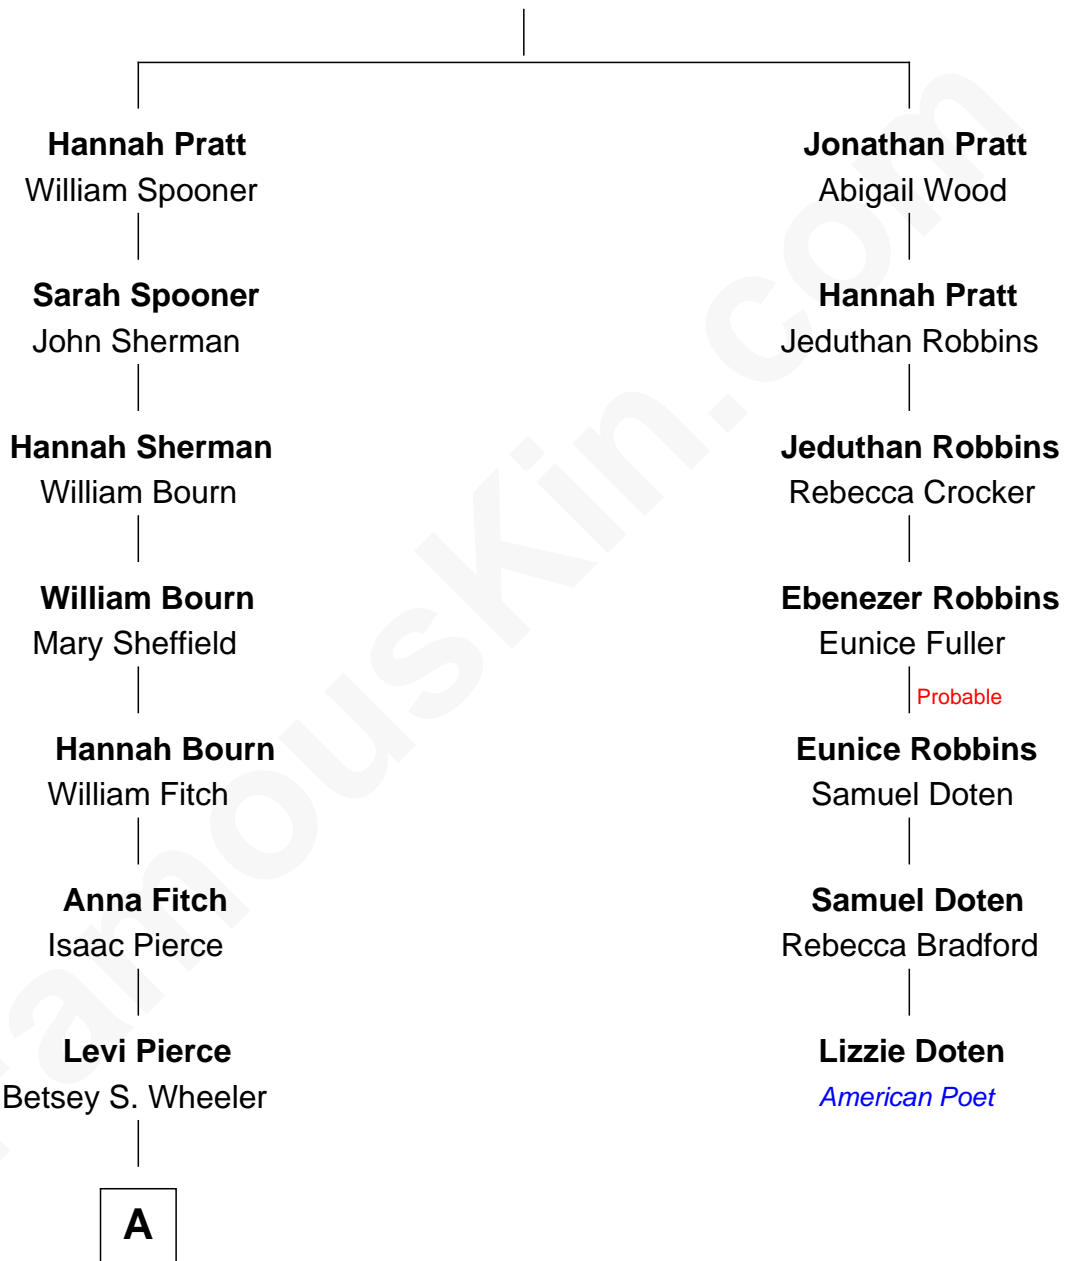 Hannah Pratt
William Spooner
Sarah Spooner
John Sherman
Hannah Sherman
William Bourn
William Bourn
Mary Sheffield
Hannah Bourn
William Fitch
Anna Fitch
Isaac Pierce
Levi Pierce
Betsey S. Wheeler
A
Jonathan Pratt
Abigail Wood
Hannah Pratt
Jeduthan Robbins
Jeduthan Robbins
Rebecca Crocker
Ebenezer Robbins
Eunice Fuller
Probable
Eunice Robbins
Samuel Doten
Samuel Doten
Rebecca Bradford
Lizzie Doten
American Poet
FamousKin.com